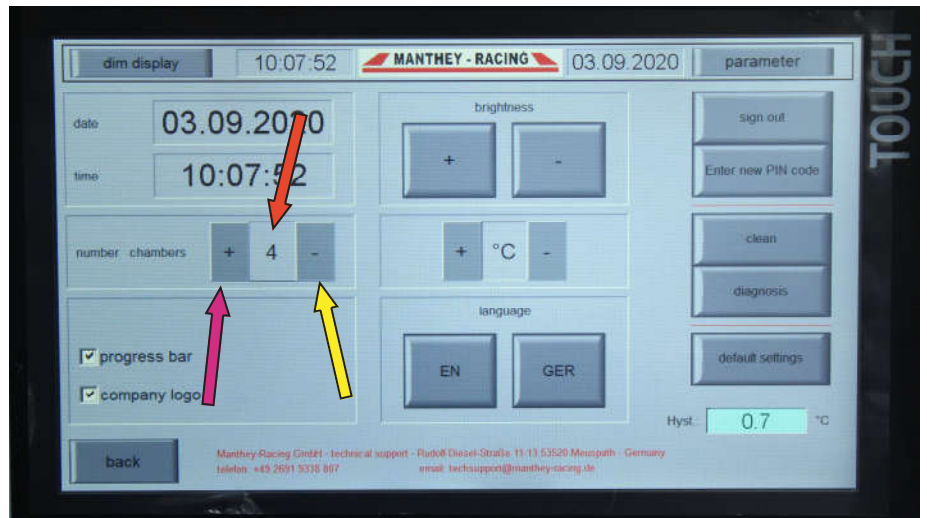 dim display 10:07:52 MANTHEY - RACING 03.09.2020 parameter
TOUCH
date 03.09.2020
time 10:07:52
brightness
+ -
sign out
Enter new PIN code
number chambers + 4 -
+ °C -
clean
diagnosis
language
EN GER
progress bar
company logo
default settings
Hyst.: 0.7 °C
back
Manthey-Racing GmbH - technical support - Rudolf-Diesel-Straße 11-13 53520 Meuspath - Germany
telefon: +49 2691 9338 807 email: techsupport@manthey-racing.de